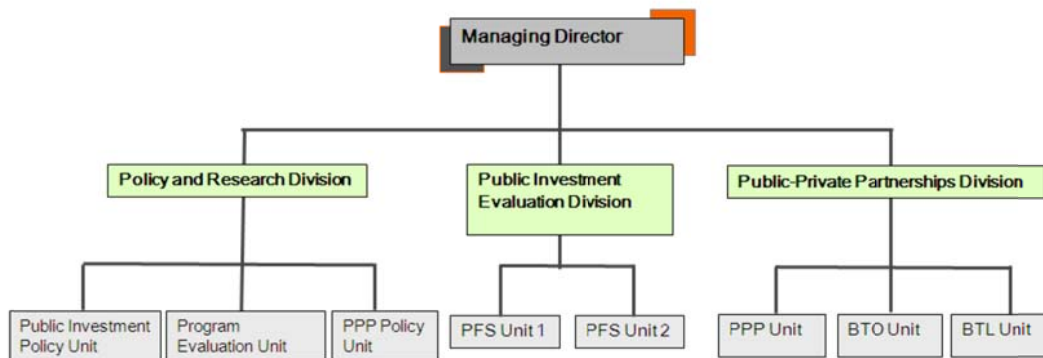 Managing Director
Policy and Research Division
Public Investment
Evaluation Division
Public-Private Partnerships Division
Public Investment
Policy Unit
Program
Evaluation Unit
PPP Policy
Unit
PFS Unit 1
PFS Unit 2
PPP Unit
BTO Unit
BTL Unit